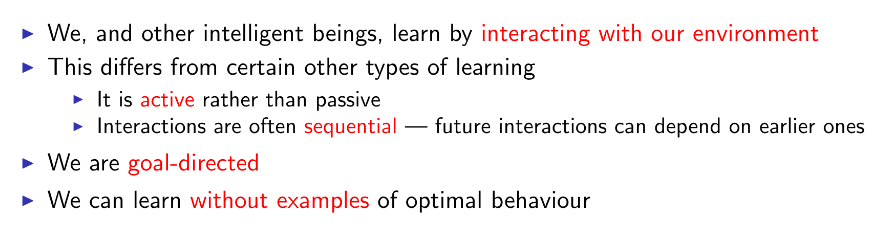 We, and other intelligent beings, learn by interacting with our environment
This differs from certain other types of learning
It is active rather than passive
Interactions are often sequential — future interactions can depend on earlier ones
We are goal-directed
We can learn without examples of optimal behaviour